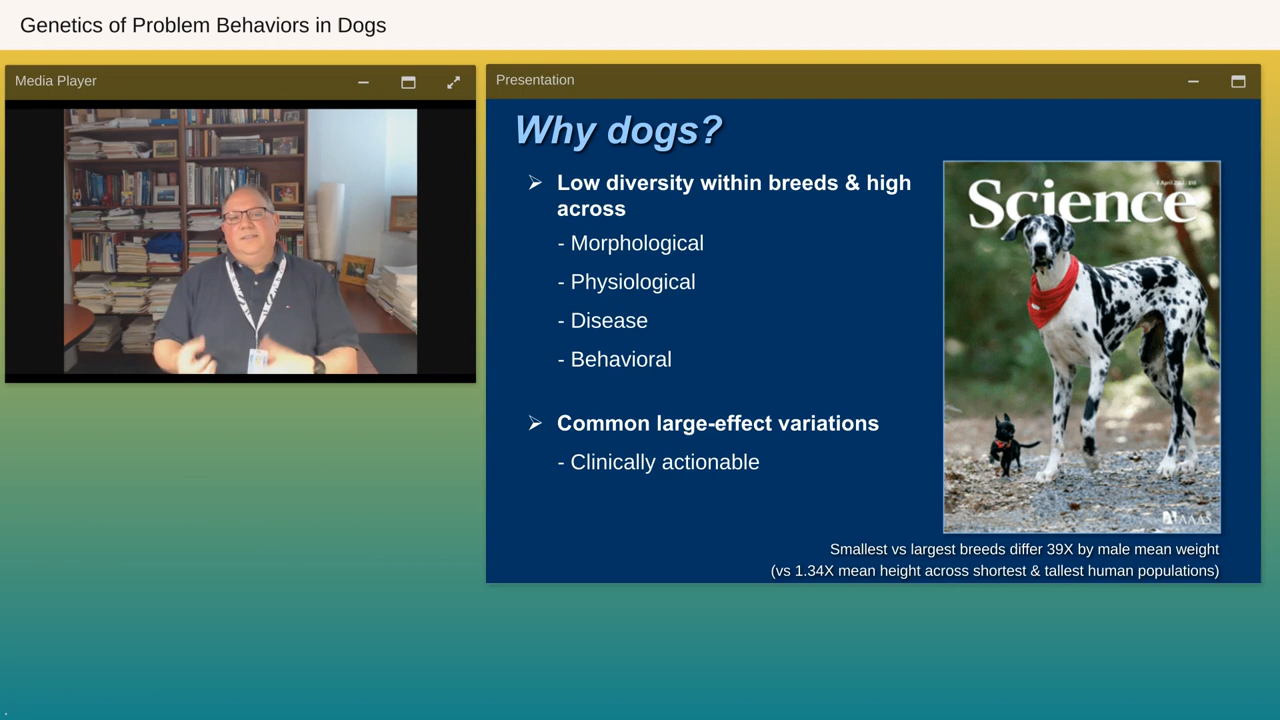 Genetics of Problem Behaviors in Dogs
Media Player
Presentation
Why dogs?
➢ Low diversity within breeds & high
across
- Morphological
- Physiological
- Disease
- Behavioral
➢ Common large-effect variations
- Clinically actionable
Science
AAAS
Smallest vs largest breeds differ 39X by male mean weight
(vs 1.34X mean height across shortest & tallest human populations)